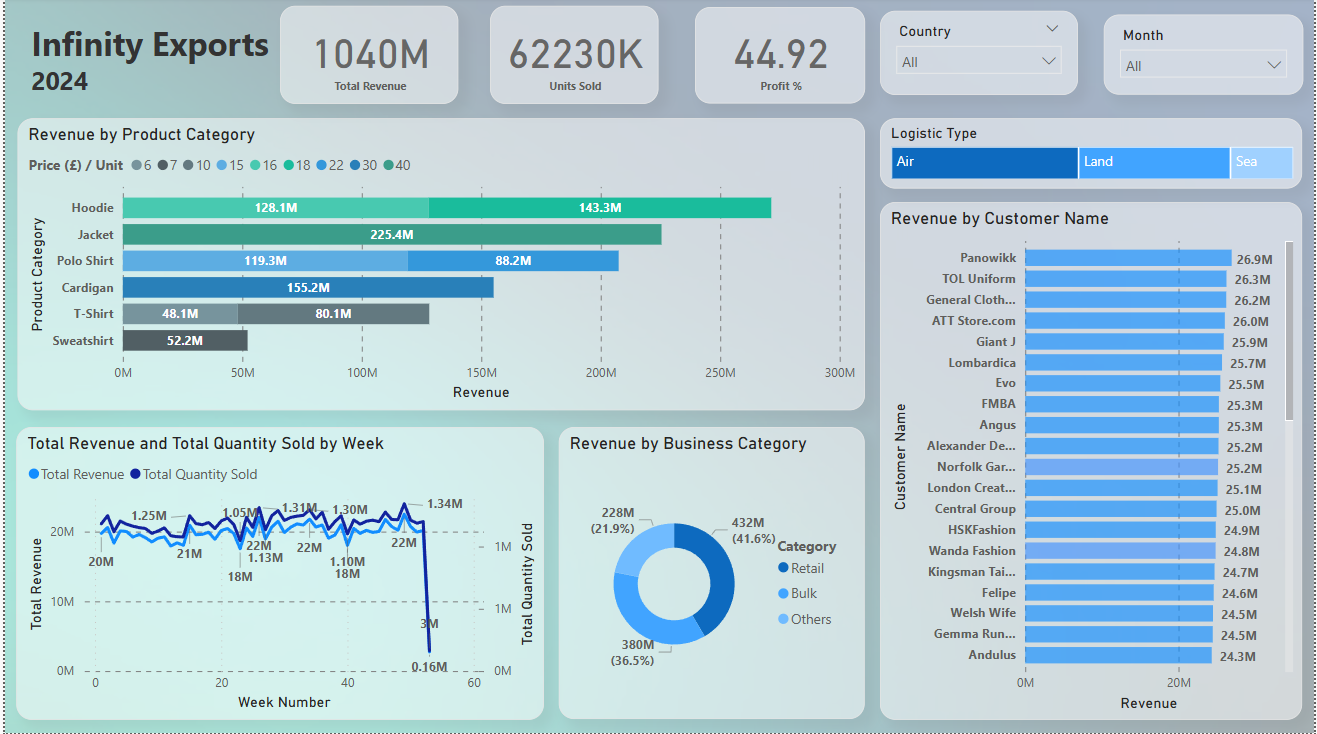 Infinity Exports
2024
1040M
Total Revenue
62230K
Units Sold
44.92
Profit %
Country
All
Month
All
Revenue by Product Category
Price (£) / Unit 6 7 10 15 16 18 22 30 40
Product Category
Hoodie 128.1M 143.3M
Jacket 225.4M
Polo Shirt 119.3M 88.2M
Cardigan 155.2M
T-Shirt 48.1M 80.1M
Sweatshirt 52.2M
0M 50M 100M 150M 200M 250M 300M
Revenue
Logistic Type
Air Land Sea
Revenue by Customer Name
Customer Name
Panowikk 26.9M
TOL Uniform 26.3M
General Cloth... 26.2M
ATT Store.com 26.0M
Giant J 25.9M
Lombardica 25.7M
Evo 25.5M
FMBA 25.3M
Angus 25.3M
Alexander De... 25.2M
Norfolk Gar... 25.2M
London Creat... 25.1M
Central Group 25.0M
HSKFashion 24.9M
Wanda Fashion 24.8M
Kingsman Tai... 24.7M
Felipe 24.6M
Welsh Wife 24.5M
Gemma Run... 24.5M
Andulus 24.3M
0M 20M
Revenue
Total Revenue and Total Quantity Sold by Week
Total Revenue Total Quantity Sold
Total Revenue
20M
10M
0M
1.25M 1.05M 1.31M 1.30M 1.34M
20M 21M 18M 22M 1.13M 22M 1.10M 18M 22M
3M
0.16M
Total Quantity Sold
1M
1M
0M
0 20 40 60
Week Number
Revenue by Business Category
228M
(21.9%)
432M
(41.6%)
380M
(36.5%)
Category
Retail
Bulk
Others